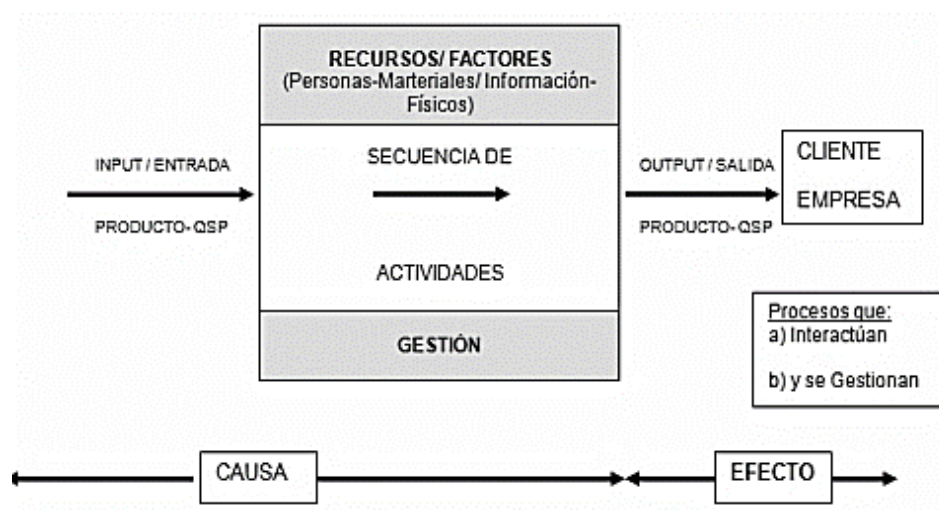 RECURSOS/ FACTORES
(Personas-Marteriales/ Información-
Físicos)
INPUT / ENTRADA
PRODUCTO- QSP
SECUENCIA DE
ACTIVIDADES
GESTIÓN
OUTPUT / SALIDA
PRODUCTO- QSP
CLIENTE
EMPRESA
Procesos que:
a) Interactúan
b) y se Gestionan
CAUSA
EFECTO